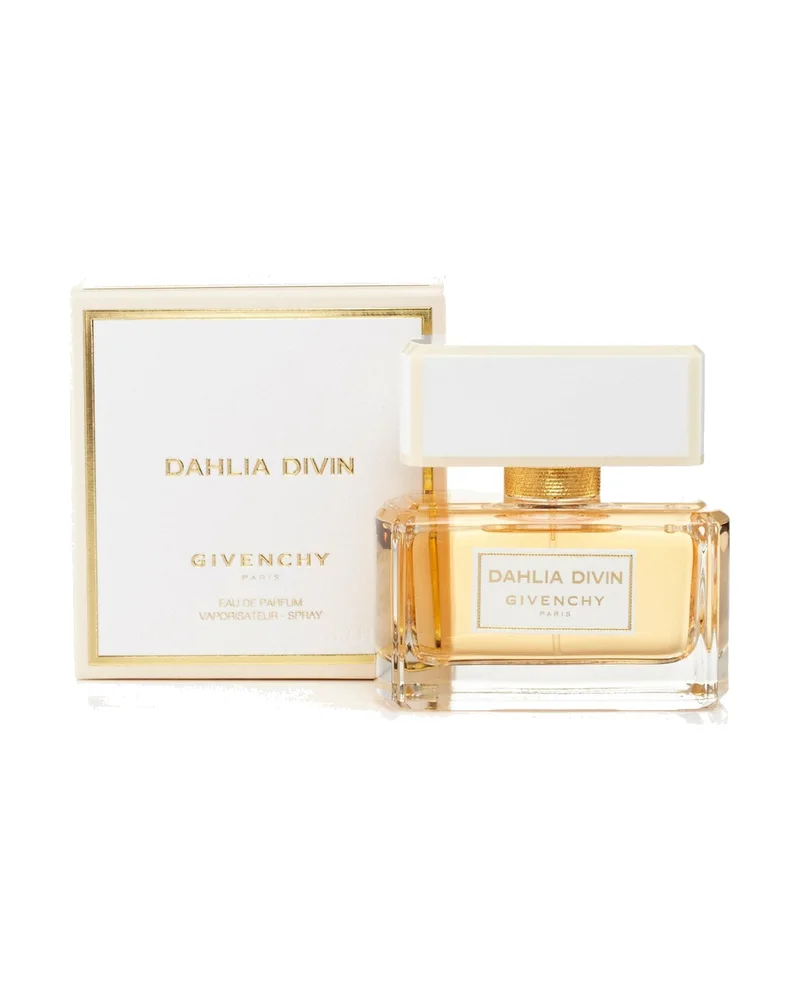 DAHLIA DIVIN
GIVENCHY
PARIS
EAU DE PARFUM
VAPORISATEUR - SPRAY
DAHLIA DIVIN
GIVENCHY
PARIS